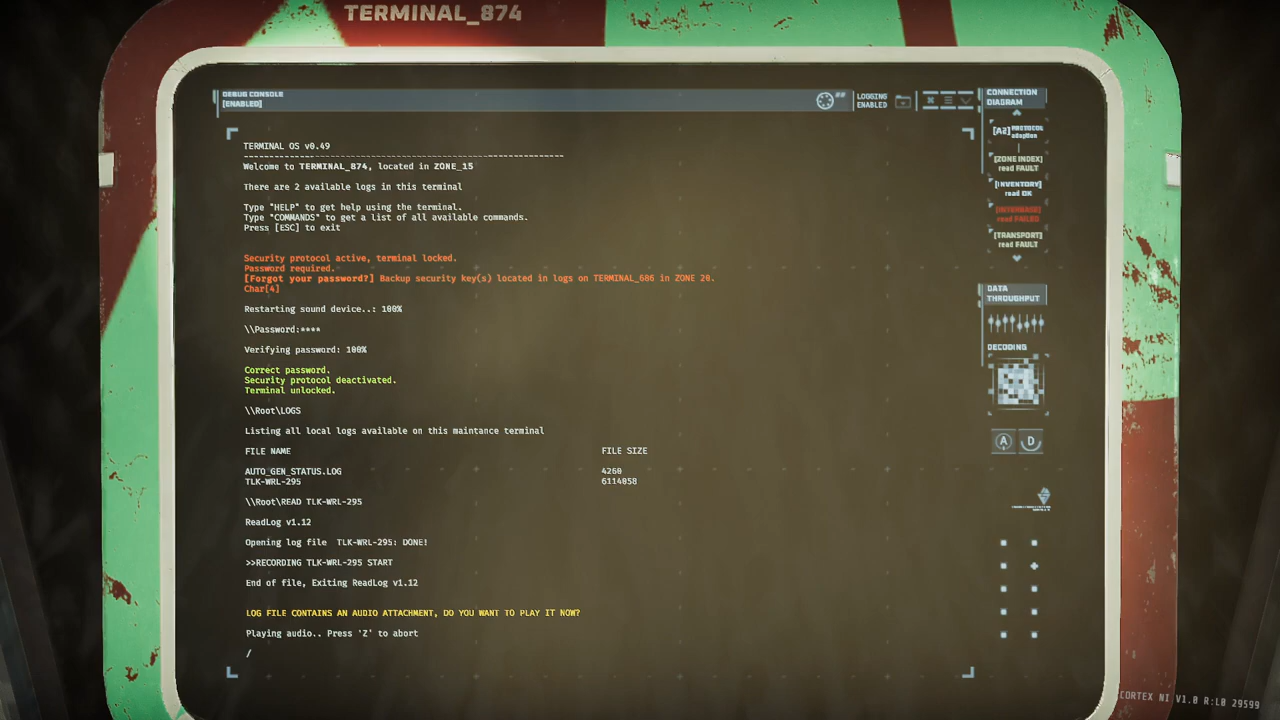 TERMINAL_874
DEBUG CONSOLE
[ENABLED]
LOGGING
ENABLED
TERMINAL OS v0.49
----------------------------------------------------------------
Welcome to TERMINAL_874, located in ZONE_15
There are 2 available logs in this terminal
Type "HELP" to get help using the terminal.
Type "COMMANDS" to get a list of all available commands.
Press [ESC] to exit
Security protocol active, terminal locked.
Password required.
[Forgot your password?] Backup security key(s) located in logs on TERMINAL_686 in ZONE 20.
Char[4]
Restarting sound device..: 100%
\\Password:****
Verifying password: 100%
Correct password.
Security protocol deactivated.
Terminal unlocked.
\\Root\LOGS
Listing all local logs available on this maintance terminal
FILE NAME FILE SIZE
AUTO_GEN_STATUS.LOG 4260
TLK-WRL-295 6114058
\\Root\READ TLK-WRL-295
ReadLog v1.12
Opening log file  TLK-WRL-295: DONE!
>>RECORDING TLK-WRL-295 START
End of file, Exiting ReadLog v1.12
LOG FILE CONTAINS AN AUDIO ATTACHMENT, DO YOU WANT TO PLAY IT NOW?
Playing audio.. Press 'Z' to abort
/
CONNECTION
DIAGRAM
PROTOCOL
adaption
[ZONE INDEX]
read FAULT
[INVENTORY]
read OK
read FAILED
[TRANSPORT]
read FAULT
DATA
THROUGHPUT
DECODING
A D
CORTEX NI V1.0 R:L0 29599